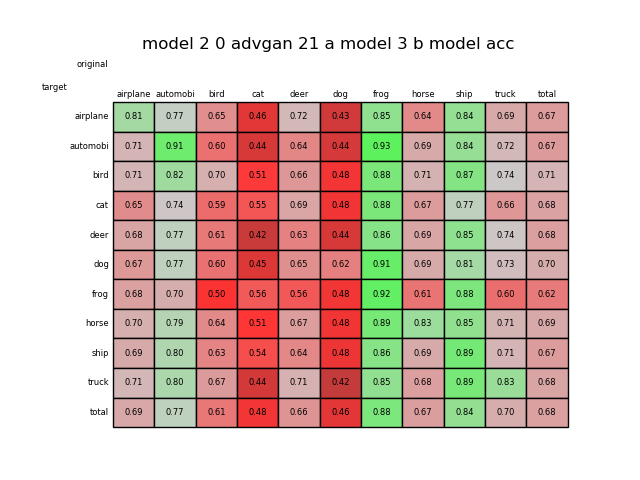 model 2 0 advgan 21 a model 3 b model acc
original
target
airplane automobi bird cat deer dog frog horse ship truck total
airplane 0.81 0.77 0.65 0.46 0.72 0.43 0.85 0.64 0.84 0.69 0.67
automobi 0.71 0.91 0.60 0.44 0.64 0.44 0.93 0.69 0.84 0.72 0.67
bird 0.71 0.82 0.70 0.51 0.66 0.48 0.88 0.71 0.87 0.74 0.71
cat 0.65 0.74 0.59 0.55 0.69 0.48 0.88 0.67 0.77 0.66 0.68
deer 0.68 0.77 0.61 0.42 0.63 0.44 0.86 0.69 0.85 0.74 0.68
dog 0.67 0.77 0.60 0.45 0.65 0.62 0.91 0.69 0.81 0.73 0.70
frog 0.68 0.70 0.50 0.56 0.56 0.48 0.92 0.61 0.88 0.60 0.62
horse 0.70 0.79 0.64 0.51 0.67 0.48 0.89 0.83 0.85 0.71 0.69
ship 0.69 0.80 0.63 0.54 0.64 0.48 0.86 0.69 0.89 0.71 0.67
truck 0.71 0.80 0.67 0.44 0.71 0.42 0.85 0.68 0.89 0.83 0.68
total 0.69 0.77 0.61 0.48 0.66 0.46 0.88 0.67 0.84 0.70 0.68